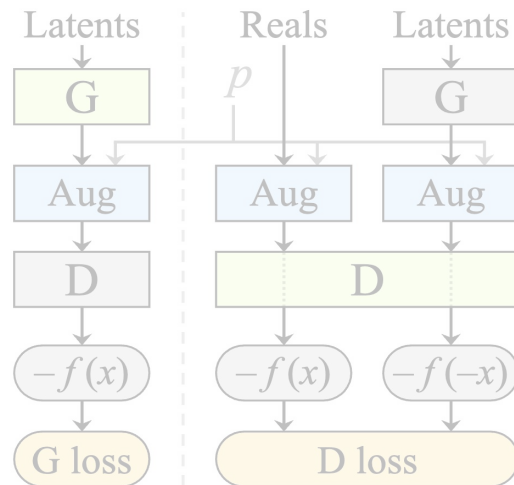 Latents Reals Latents
p
G G
Aug Aug Aug
D D
−f(x) −f(x) −f(−x)
G loss D loss